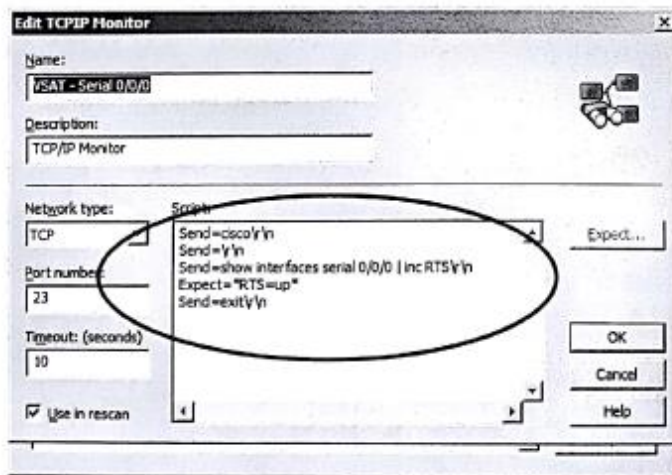 Edit TCPIP Monitor
Name:
VSAT - Serial 0/0/0
Description:
TCP/IP Monitor
Network type:
Script:
TCP
Send=cisco\r\n
Send=\r\n
Send=show interfaces serial 0/0/0 | inc RTS\r\n
Expect="RTS=up"
Send=exit\r\n
Expect...
Port number:
23
Timeout: (seconds)
10
Use in rescan
OK
Cancel
Help